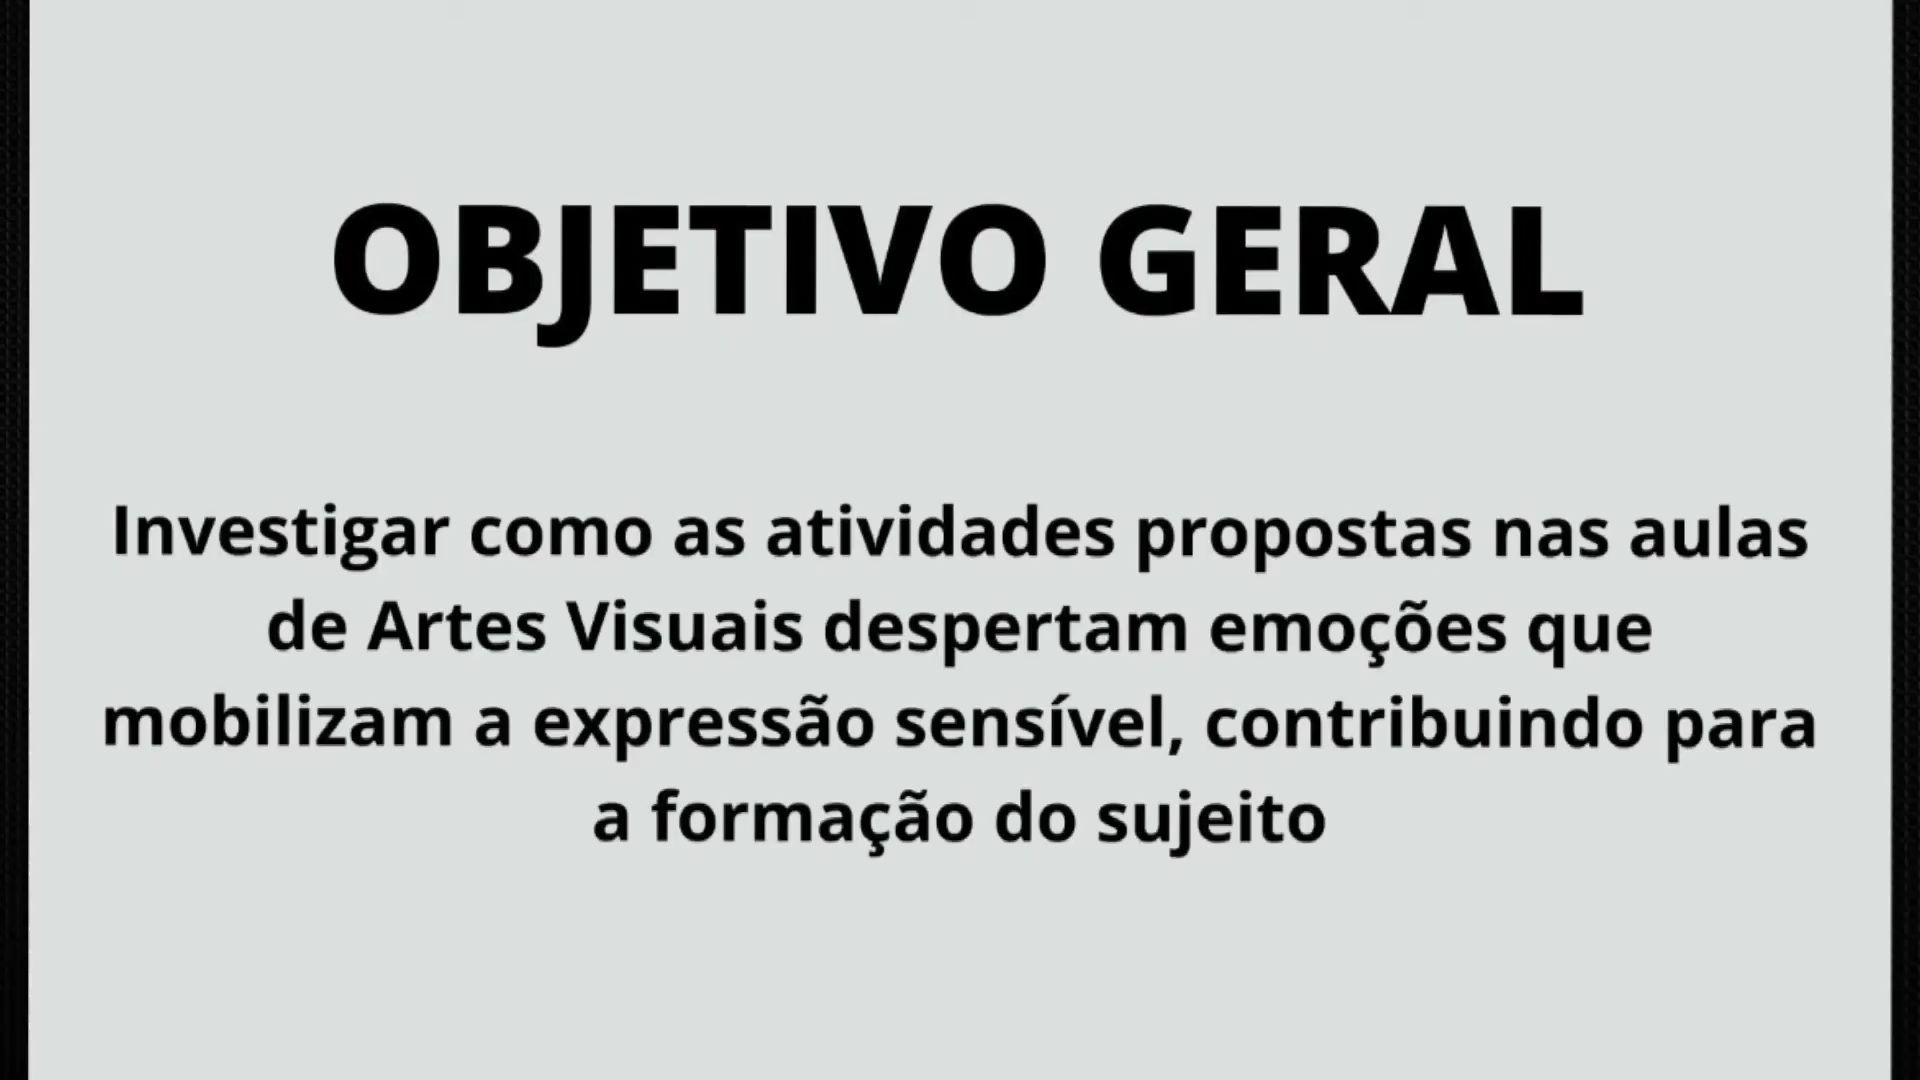 OBJETIVO GERAL
Investigar como as atividades propostas nas aulas
de Artes Visuais despertam emoções que
mobilizam a expressão sensível, contribuindo para
a formação do sujeito